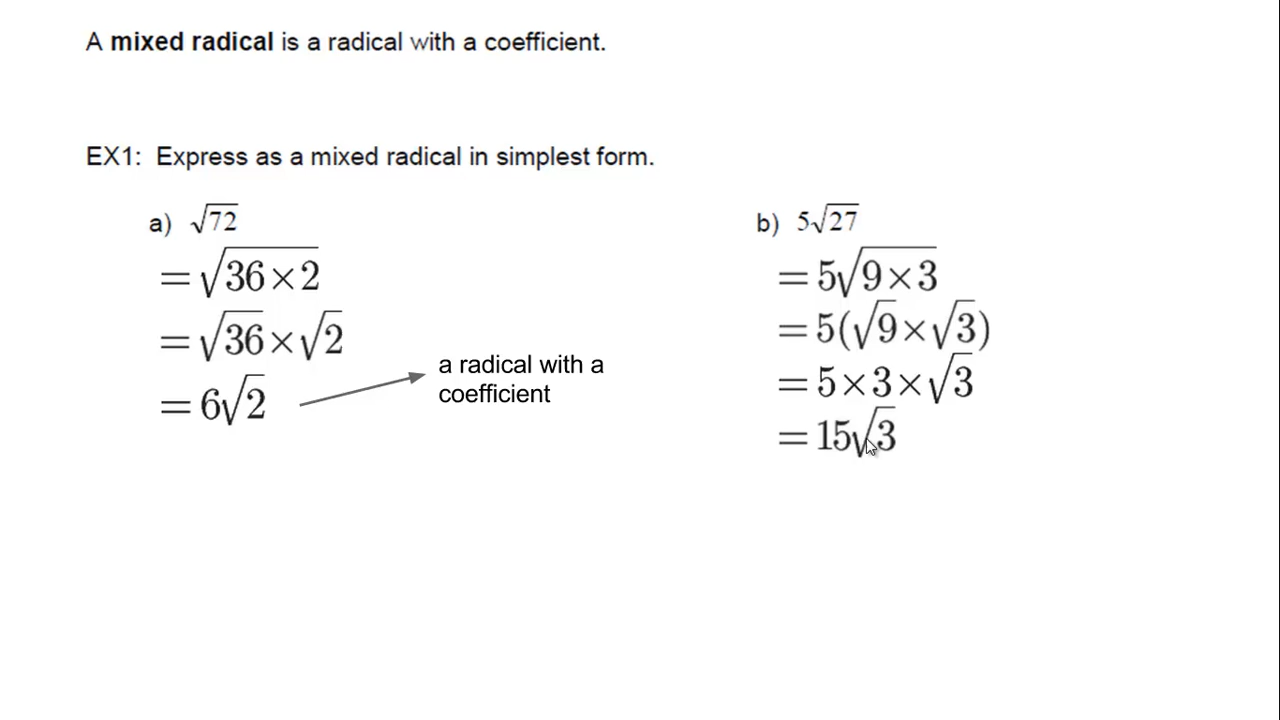 A mixed radical is a radical with a coefficient.
EX1: Express as a mixed radical in simplest form.
a) √72
= √36 × 2
= √36 × √2
= 6√2
a radical with a
coefficient
b) 5√27
= 5√9 × 3
= 5(√9 × √3)
= 5 × 3 × √3
= 15√3